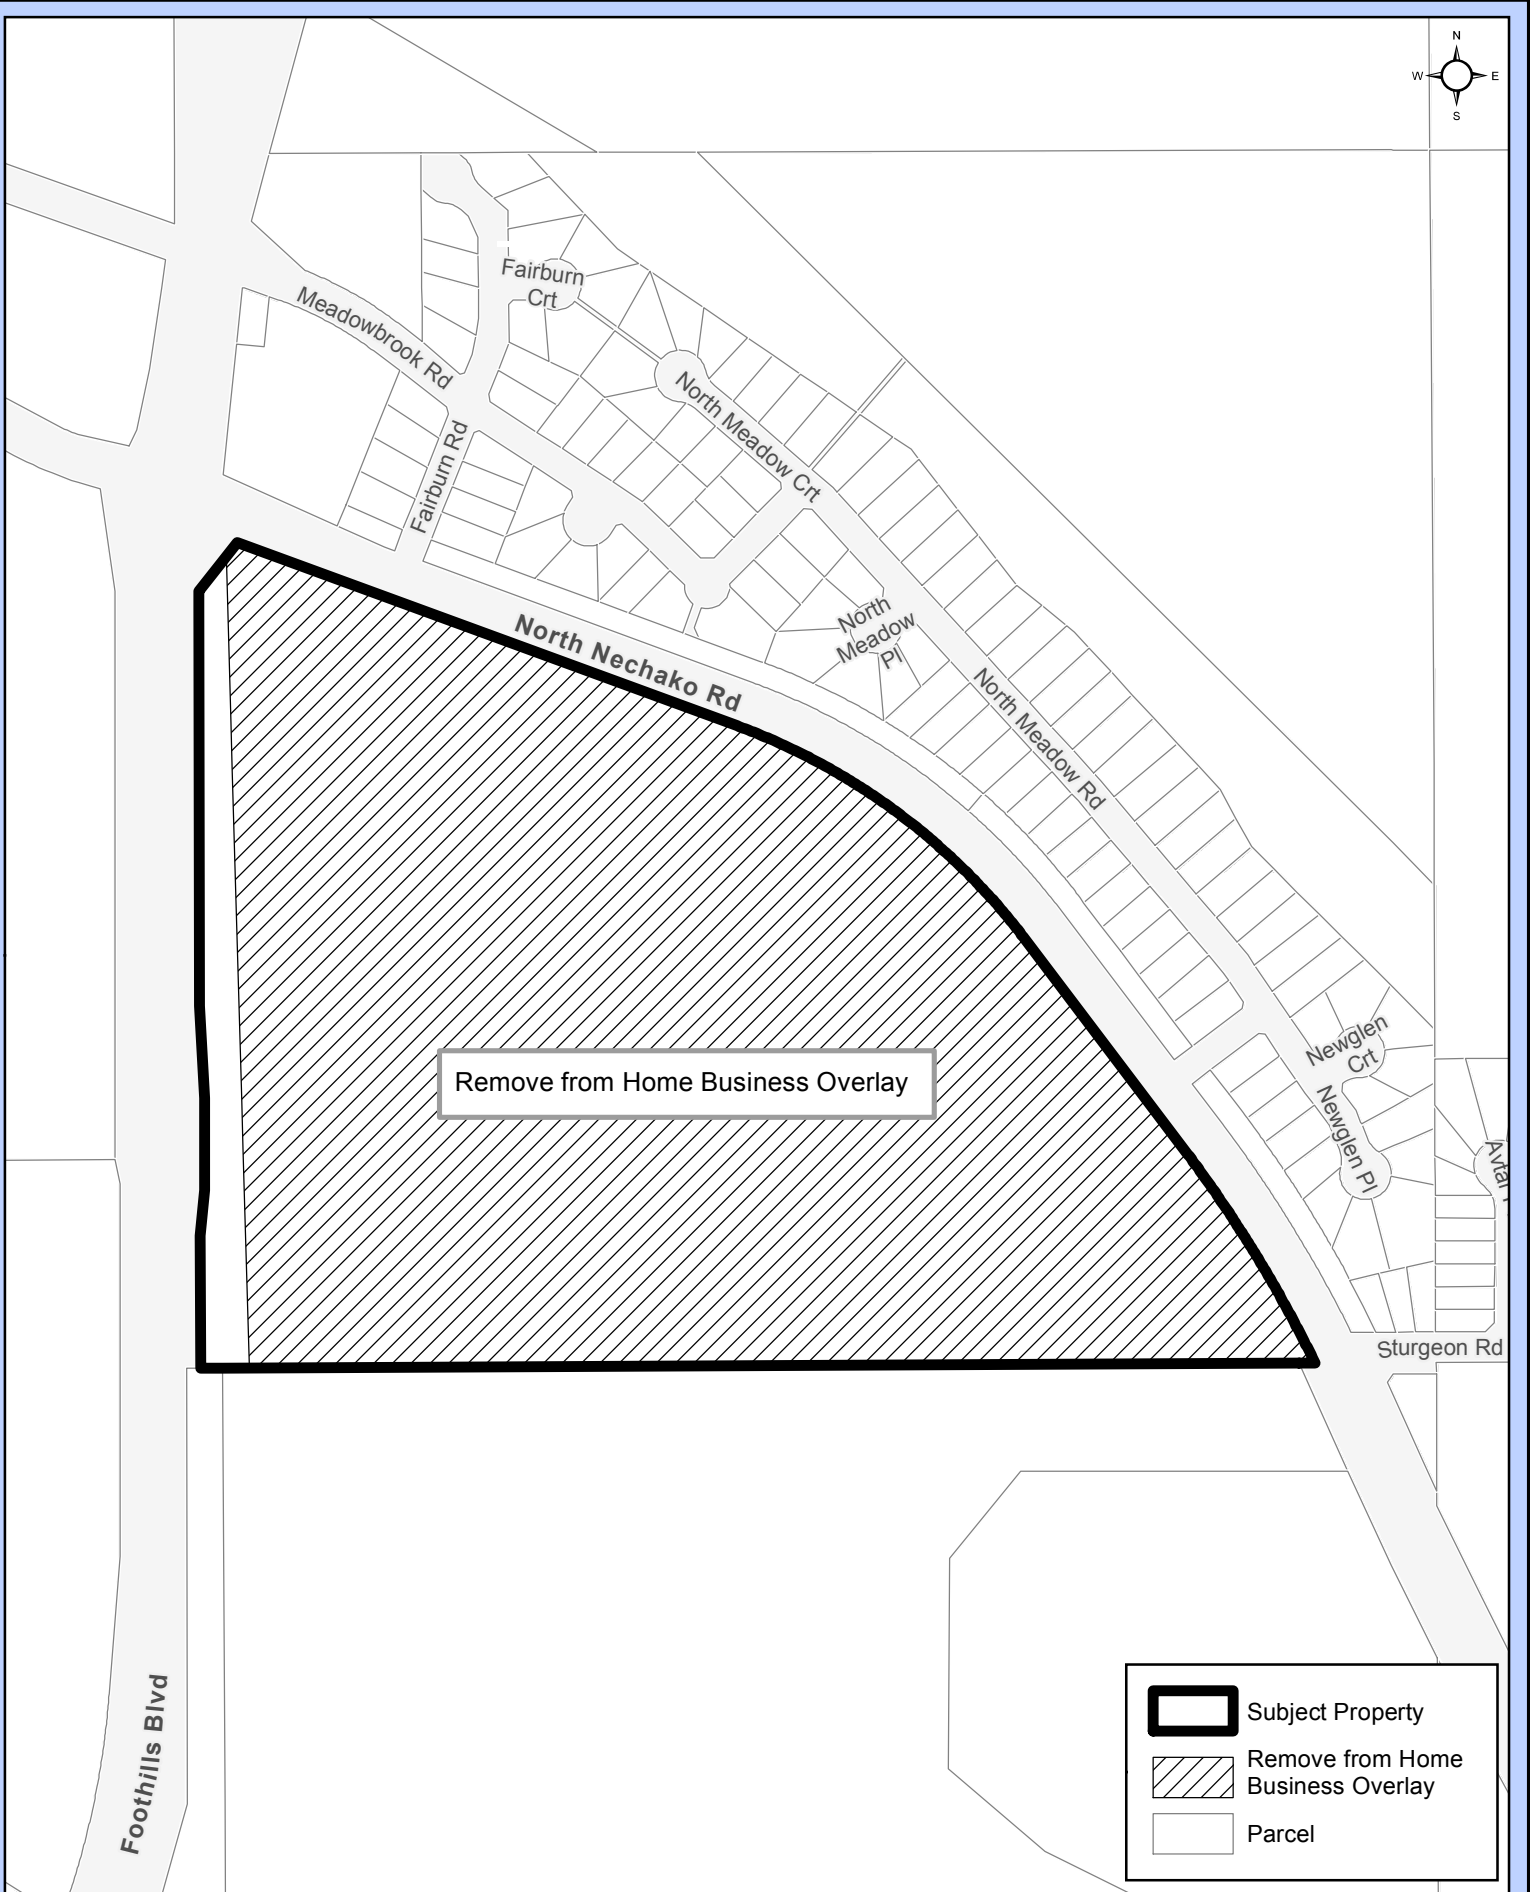 N
W E
S
Fairburn
Crt
Meadowbrook Rd
North Meadow Crt
Fairburn Rd
North
Meadow
Pl
North Nechako Rd
North Meadow Rd
Newglen
Crt
Remove from Home Business Overlay
Newglen Pl
Sturgeon Rd
Foothills Blvd
Subject Property
Remove from Home
Business Overlay
Parcel